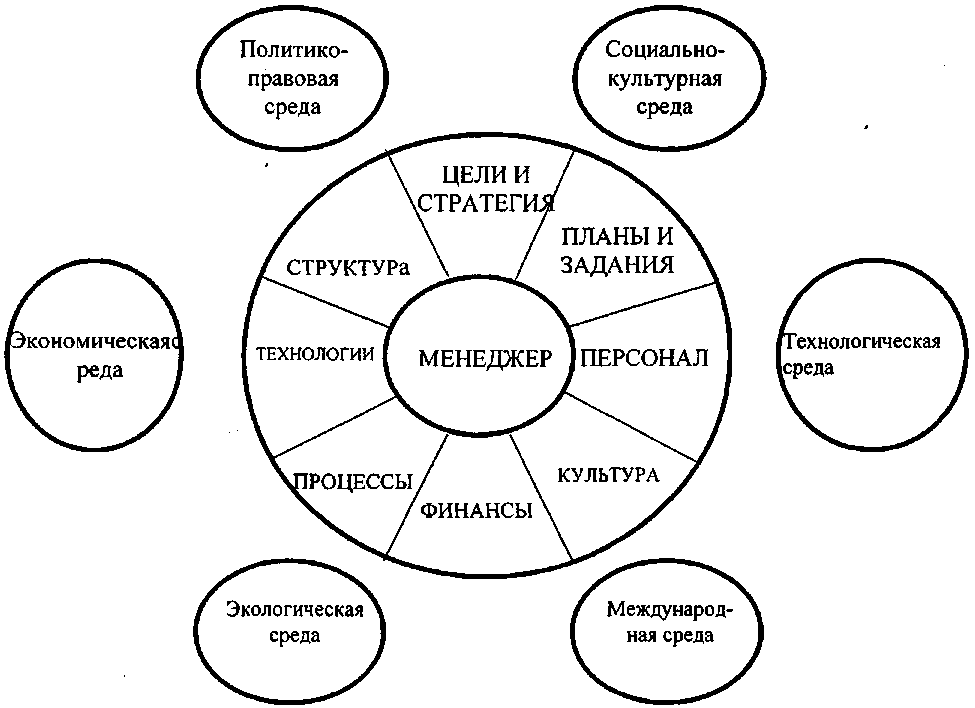 Политико-
правовая
среда
Социально-
культурная
среда
ЦЕЛИ И
СТРАТЕГИЯ
ПЛАНЫ И
ЗАДАНИЯ
СТРУКТУРа
Экономическаяс
реда
ТЕХНОЛОГИИ
МЕНЕДЖЕР
ПЕРСОНАЛ
Технологическая
среда
ПРОЦЕССЫ
ФИНАНСЫ
КУЛЬТУРА
Экологическая
среда
Международ-
ная среда